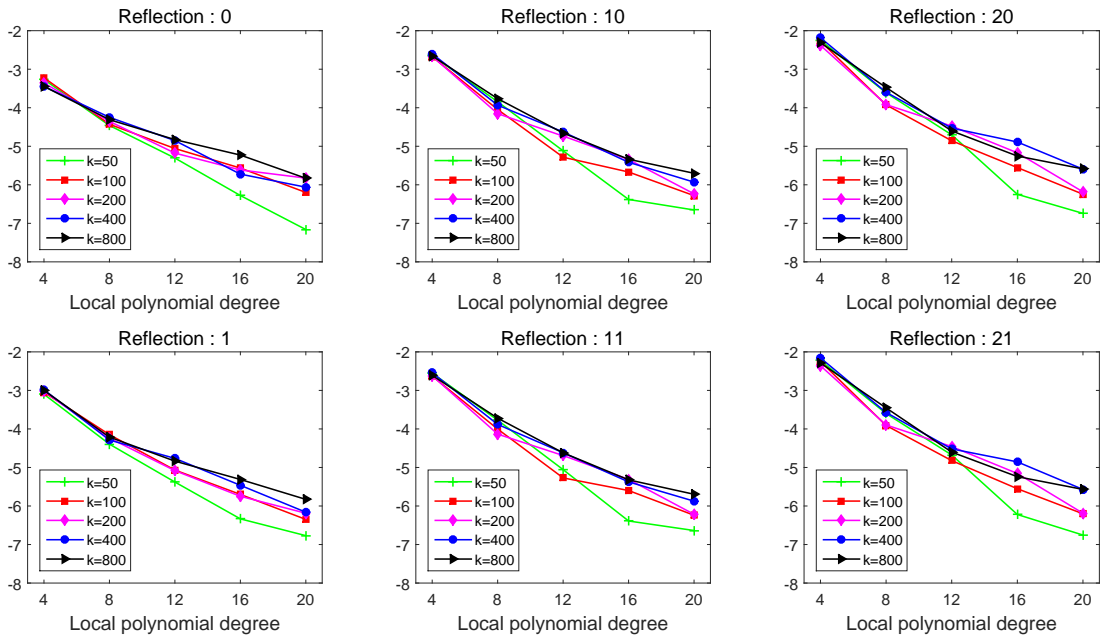 Reflection : 0
-2
-3
-4
-5
-6
-7
-8
k=50
k=100
k=200
k=400
k=800
4 8 12 16 20
Local polynomial degree
Reflection : 10
-2
-3
-4
-5
-6
-7
-8
k=50
k=100
k=200
k=400
k=800
4 8 12 16 20
Local polynomial degree
Reflection : 20
-2
-3
-4
-5
-6
-7
-8
k=50
k=100
k=200
k=400
k=800
4 8 12 16 20
Local polynomial degree
Reflection : 1
-2
-3
-4
-5
-6
-7
-8
k=50
k=100
k=200
k=400
k=800
4 8 12 16 20
Local polynomial degree
Reflection : 11
-2
-3
-4
-5
-6
-7
-8
k=50
k=100
k=200
k=400
k=800
4 8 12 16 20
Local polynomial degree
Reflection : 21
-2
-3
-4
-5
-6
-7
-8
k=50
k=100
k=200
k=400
k=800
4 8 12 16 20
Local polynomial degree